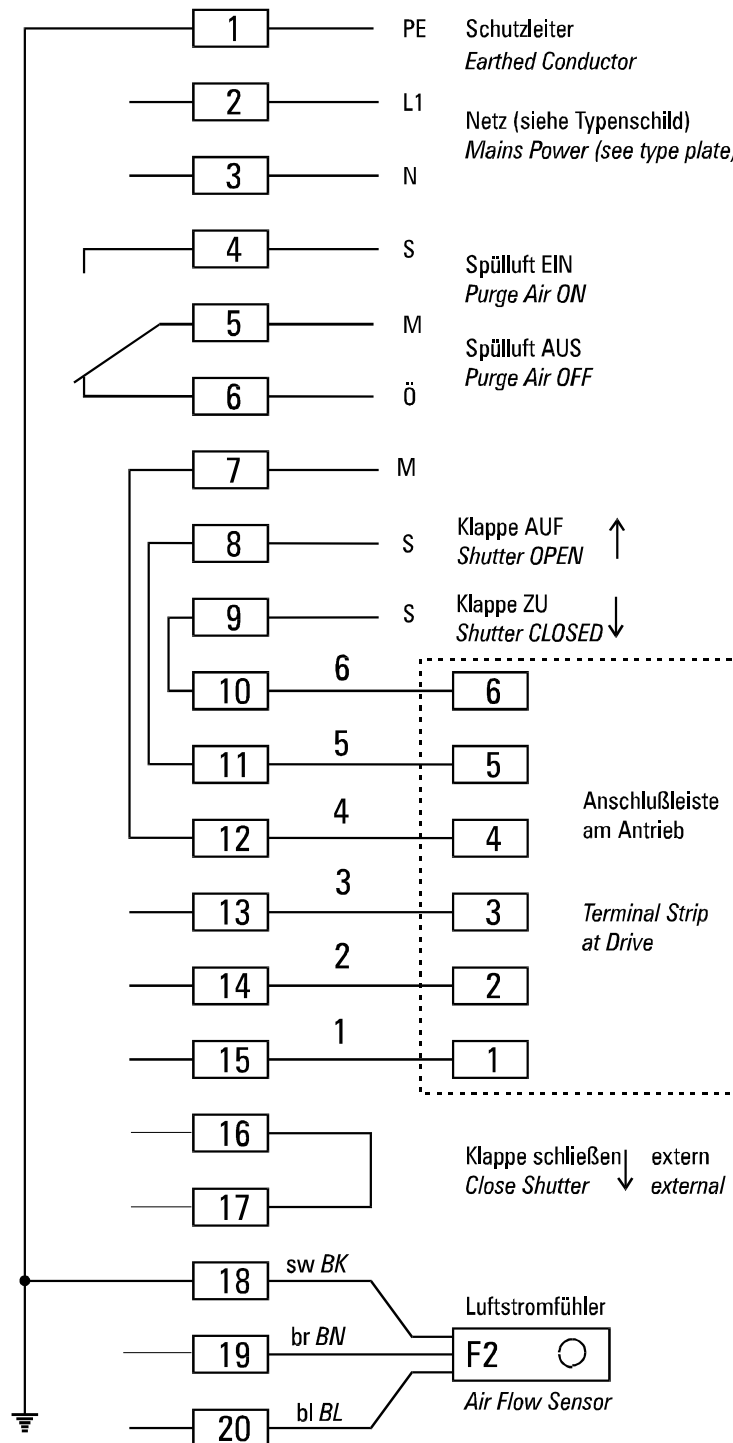 1 PE Schutzleiter
Earthed Conductor
2 L1
Netz (siehe Typenschild)
Mains Power (see type plate)
3 N
4 S
Spülluft EIN
Purge Air ON
5 M
Spülluft AUS
Purge Air OFF
6 Ö
7 M
8 S
Klappe AUF
Shutter OPEN
9 S
Klappe ZU
Shutter CLOSED
10 6 6
11 5 5
Anschlußleiste
am Antrieb
12 4 4
13 3 3
Terminal Strip
at Drive
14 2 2
15 1 1
16
Klappe schließen extern
Close Shutter external
17
18 sw BK
Luftstromfühler
19 br BN F2
Air Flow Sensor
20 bl BL